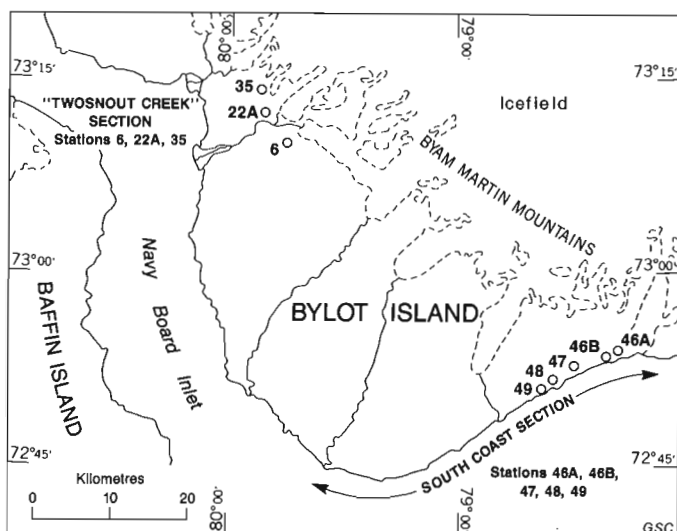 80°00'
79°00'
73°15'
73°15'
35
"TWOSNOUT CREEK"
SECTION
Stations 6, 22A, 35
22A
6
Icefield
BYAM MARTIN MOUNTAINS
73°00'
73°00'
Navy Board Inlet
BAFFIN ISLAND
BYLOT ISLAND
46A
46B
47
48
49
SOUTH COAST SECTION
72°45'
72°45'
Kilometres
0 10 20
Stations 46A, 46B,
47, 48, 49
80°00'
79°00'
GSC